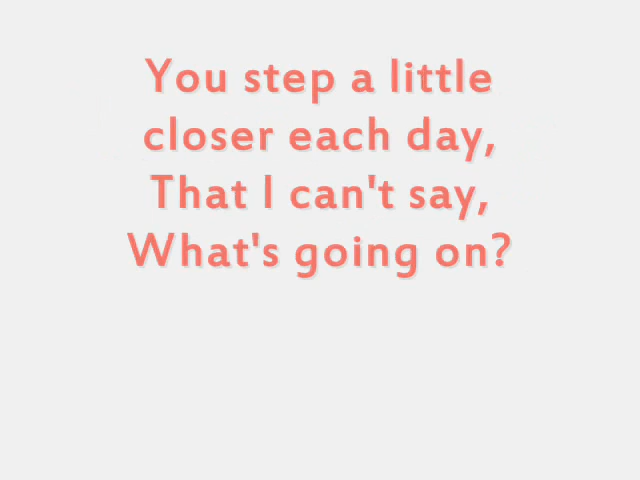 You step a little
closer each day,
That I can't say,
What's going on?